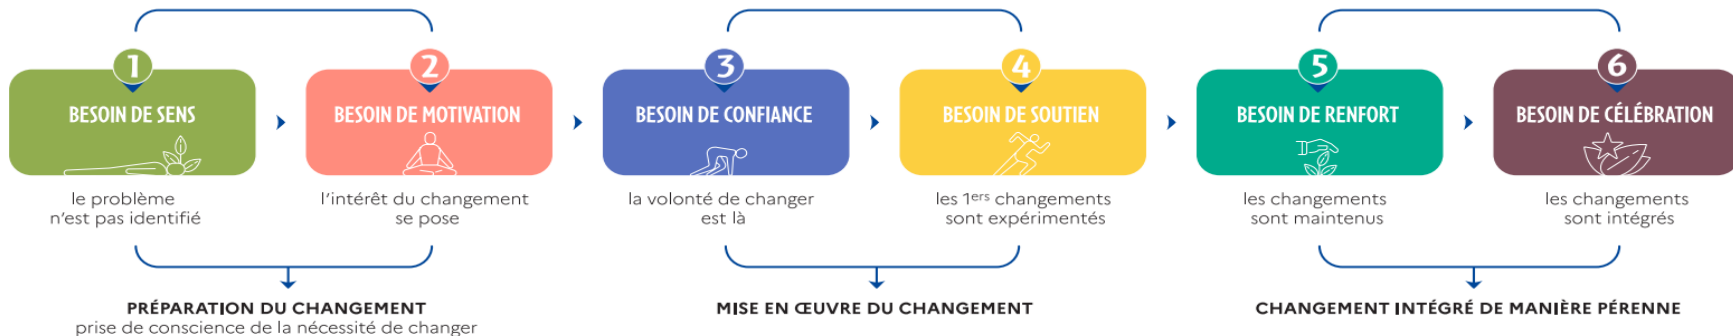 1
BESOIN DE SENS
le problème
n'est pas identifié
2
BESOIN DE MOTIVATION
l'intérêt du changement
se pose
3
BESOIN DE CONFIANCE
la volonté de changer
est là
4
BESOIN DE SOUTIEN
les 1ers changements
sont expérimentés
5
BESOIN DE RENFORT
les changements
sont maintenus
6
BESOIN DE CÉLÉBRATION
les changements
sont intégrés
PRÉPARATION DU CHANGEMENT
prise de conscience de la nécessité de changer
MISE EN ŒUVRE DU CHANGEMENT
CHANGEMENT INTÉGRÉ DE MANIÈRE PÉRENNE